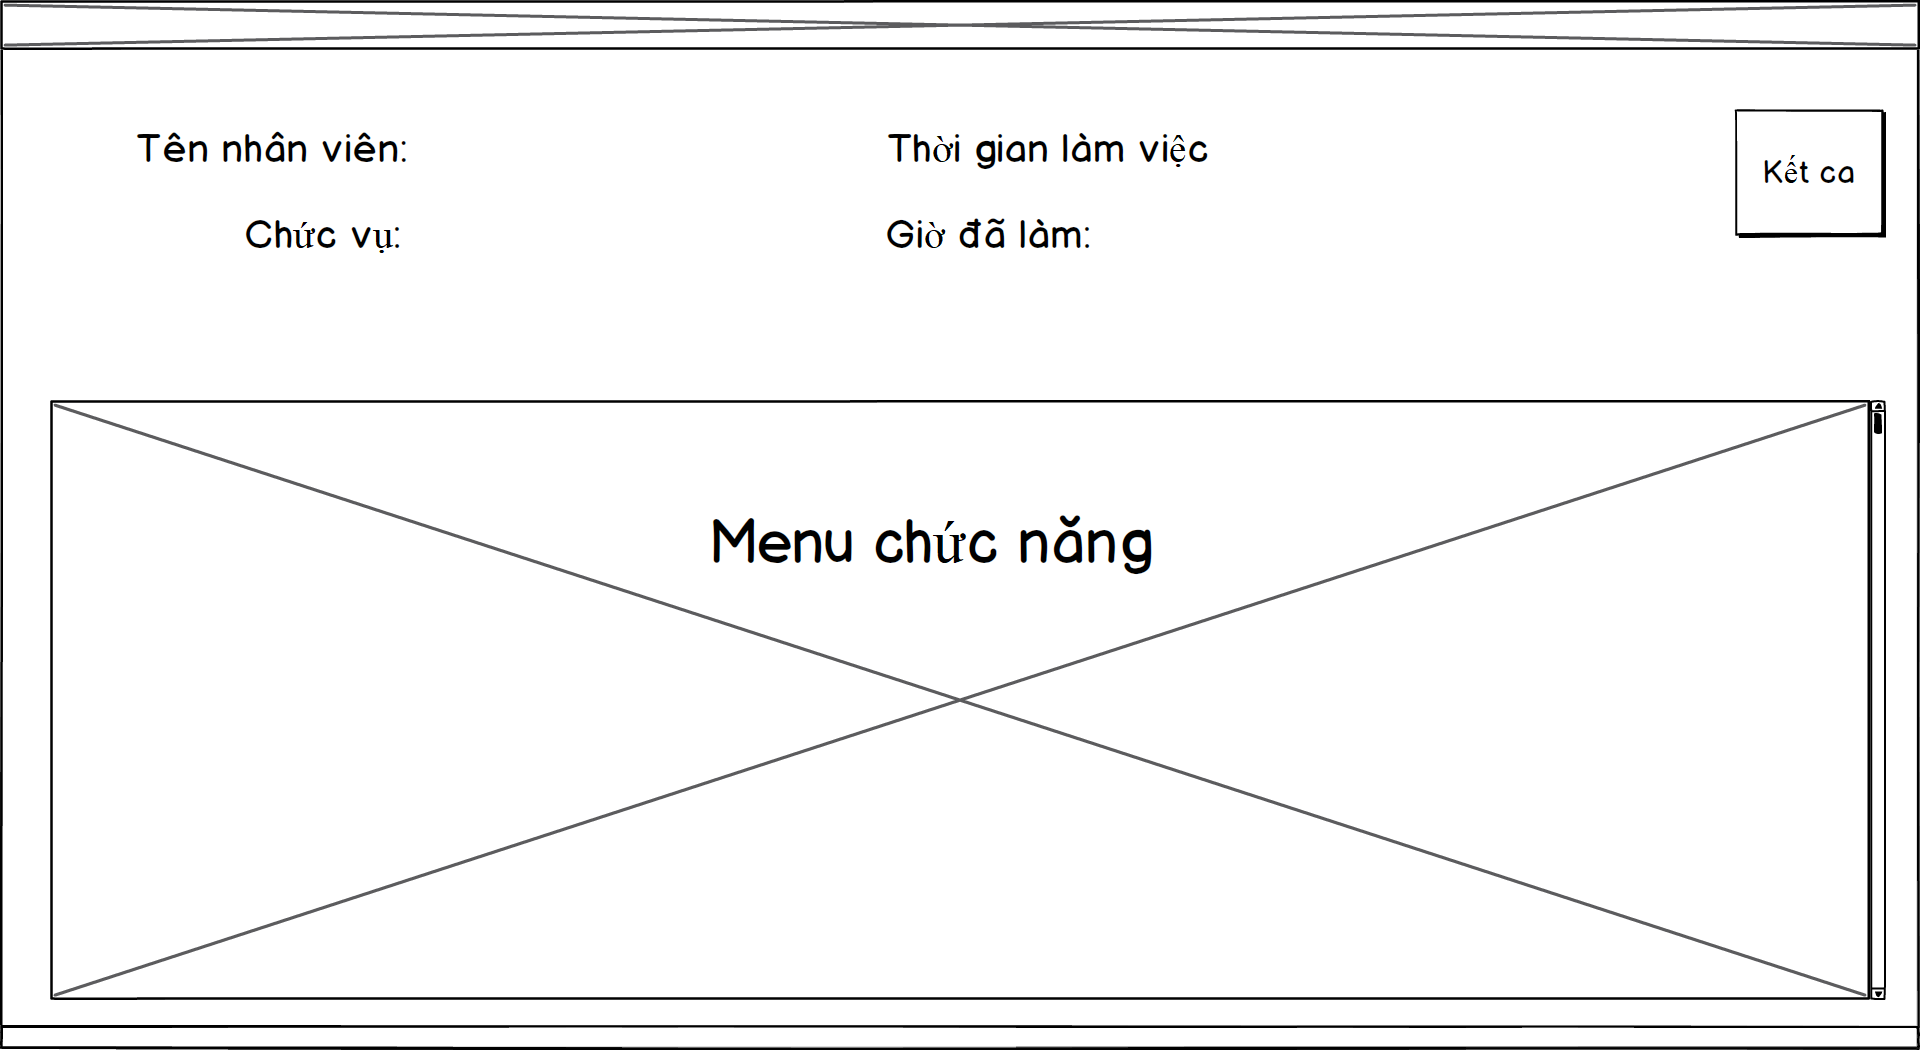 Tên nhân viên:
Thời gian làm việc
Kết ca
Chức vụ:
Giờ đã làm:
Menu chức năng